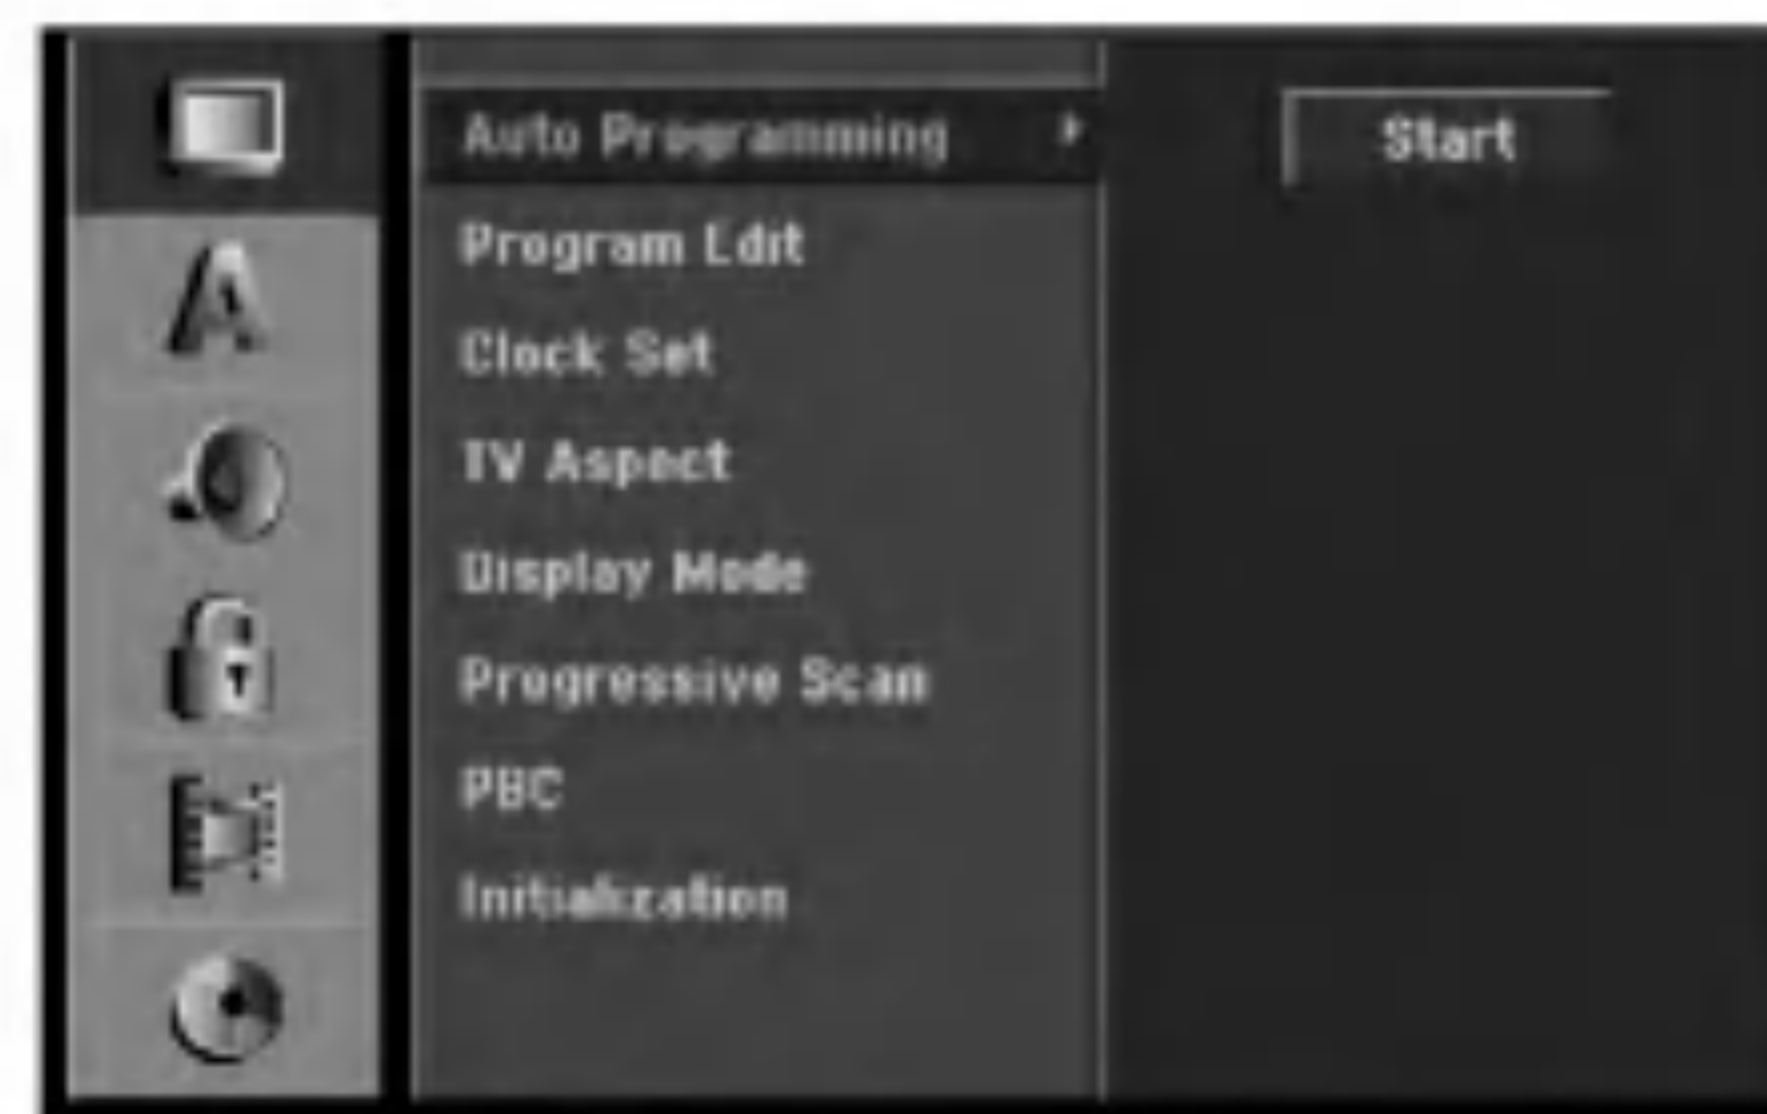 Auto Programming
Start
Program Edit
Clock Set
TV Aspect
Display Mode
Progressive Scan
PBC
Initialization